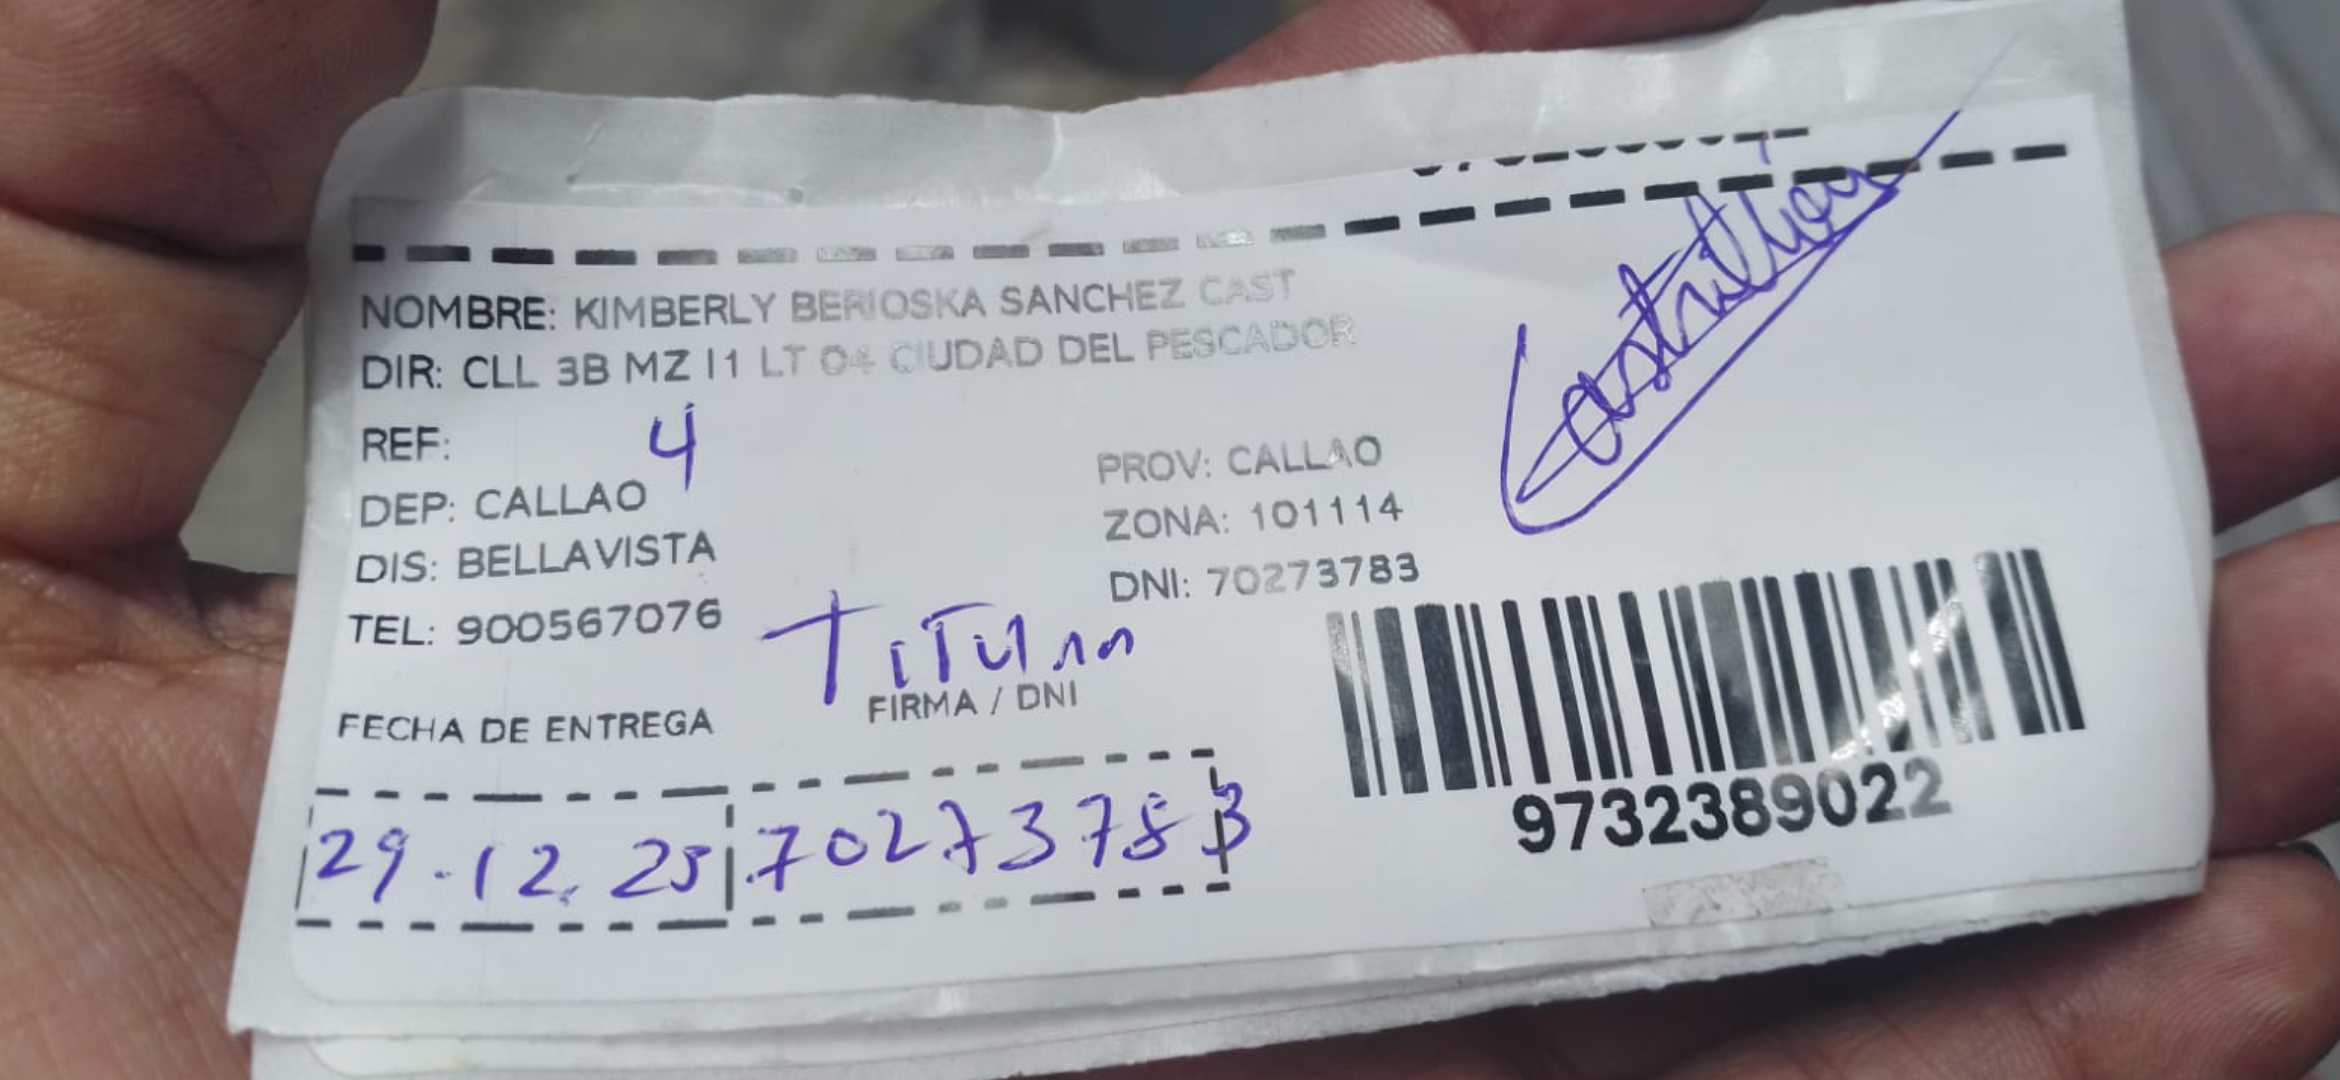 NOMBRE: KIMBERLY BERIOSKA SANCHEZ CAST
DIR: CLL 3B MZ I1 LT 04 CIUDAD DEL PESCADOR
REF:
4
DEP: CALLAO
PROV: CALLAO
DIS: BELLAVISTA
ZONA: 101114
TEL: 900567076
DNI: 70273783
Titular
FECHA DE ENTREGA
FIRMA / DNI
29.12.25
70273783
9732389022